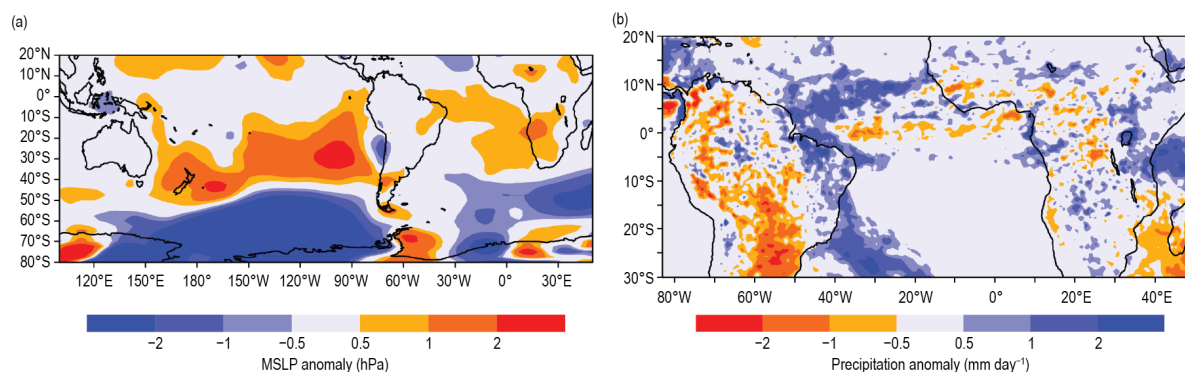 (a)
20°N
10°N
0°
10°S
20°S
30°S
40°S
50°S
60°S
70°S
80°S
120°E 150°E 180°W 150°W 120°W 90°W 60°W 30°W 0°E 30°E
−2 −1 −0.5 0.5 1 2
MSLP anomaly (hPa)
(b)
20°N
10°N
0°
10°S
20°S
30°S
80°W 60°W 40°W 20°W 0° 20°E 40°E
−2 −1 −0.5 0.5 1 2
Precipitation anomaly (mm day⁻¹)